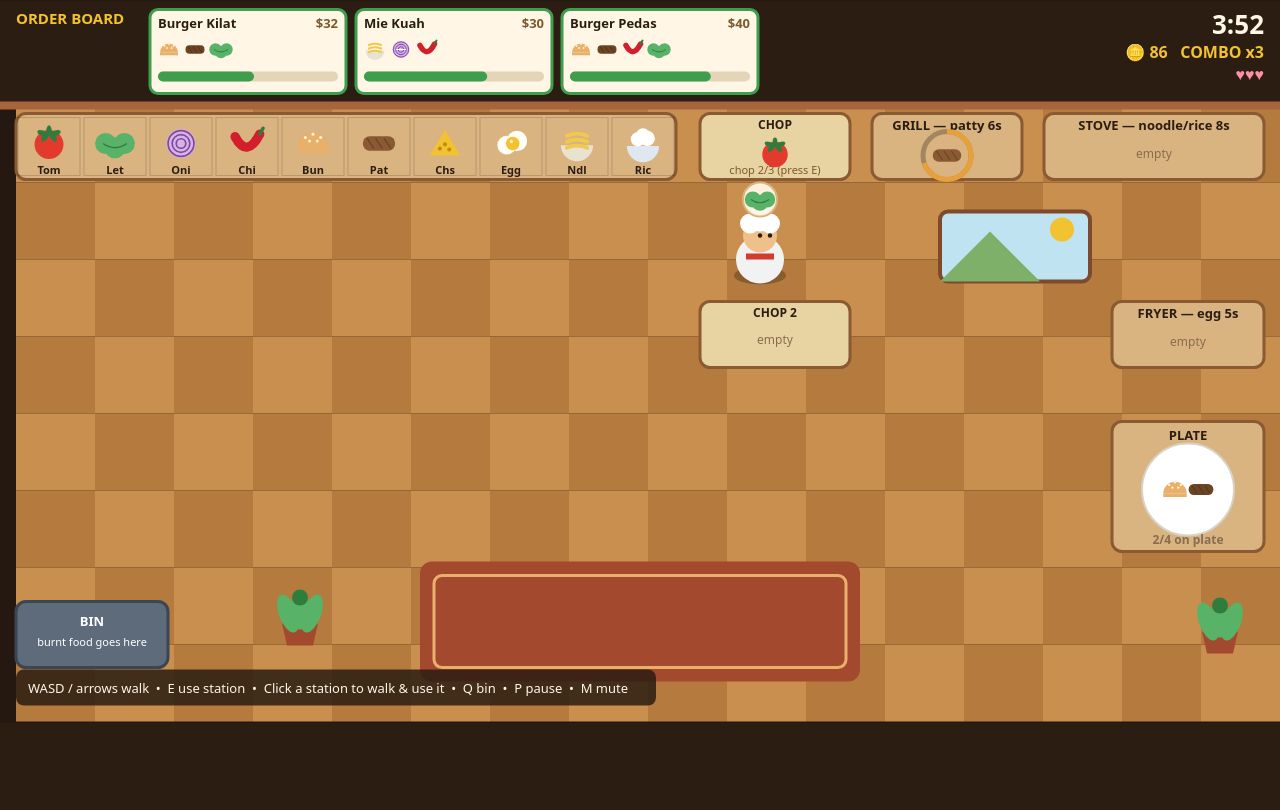 ORDER BOARD
Burger Kilat $32
Mie Kuah $30
Burger Pedas $40
3:52
86 COMBO x3
♥♥♥
Tom Let Oni Chi Bun Pat Chs Egg Ndl Ric
CHOP
chop 2/3 (press E)
GRILL — patty 6s
STOVE — noodle/rice 8s
empty
CHOP 2
empty
FRYER — egg 5s
empty
PLATE
2/4 on plate
BIN
burnt food goes here
WASD / arrows walk • E use station • Click a station to walk & use it • Q bin • P pause • M mute